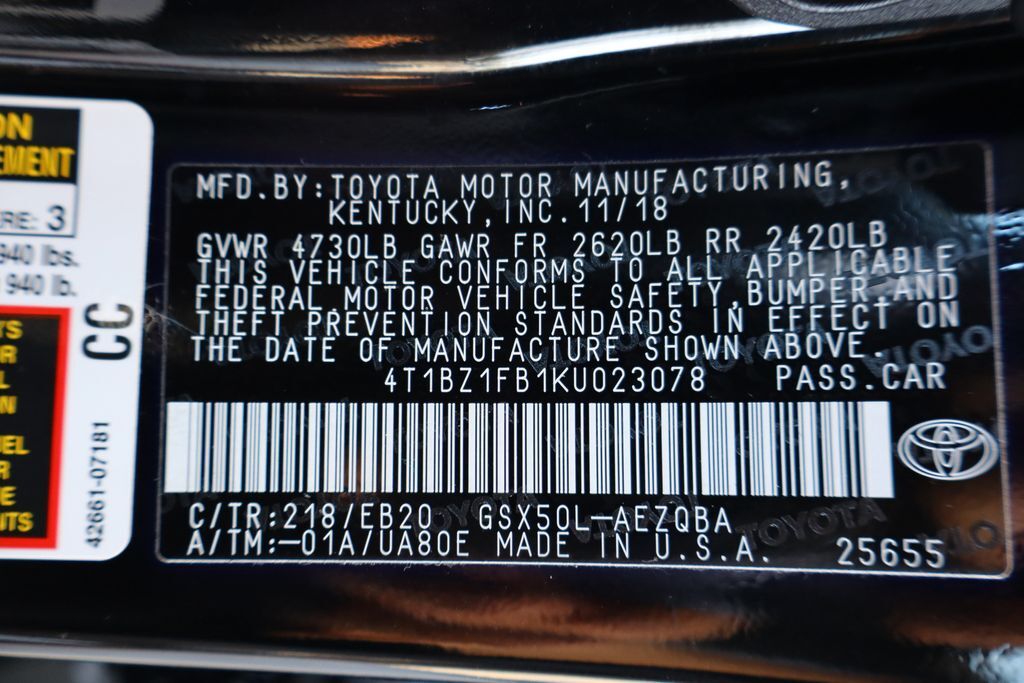 ON
EMENT
RE: 3
940 lbs.
940 lb.
CC
TS
R
L
N
UEL
R
E
NTS
42661-07181
MFD.BY:TOYOTA MOTOR MANUFACTURING,
KENTUCKY,INC.11/18
GVWR 4730LB GAWR FR 2620LB RR 2420LB
THIS VEHICLE CONFORMS TO ALL APPLICABLE
FEDERAL MOTOR VEHICLE SAFETY,BUMPER AND
THEFT PREVENTION STANDARDS IN EFFECT ON
THE DATE OF MANUFACTURE SHOWN ABOVE.
4T1BZ1FB1KU023078 PASS.CAR
C/TR:218/EB20 GSX50L-AEZQBA
A/TM:-01A/UA80E MADE IN U.S.A. 25655